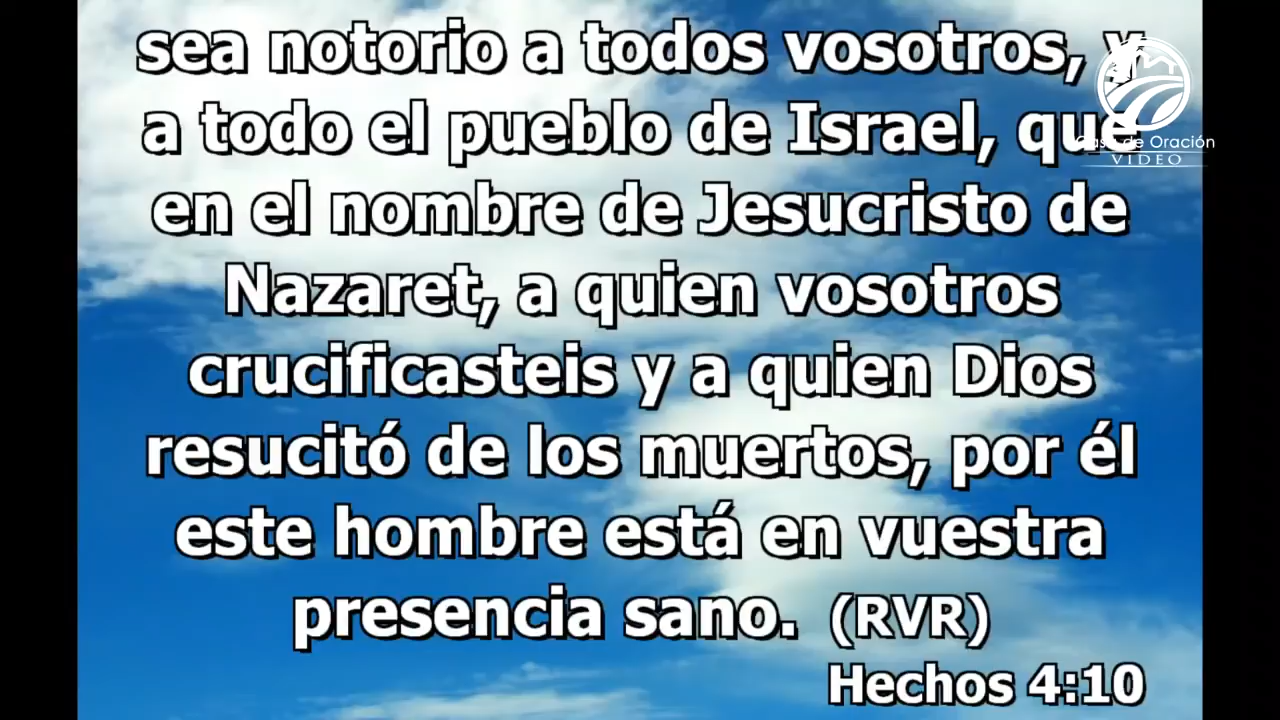 sea notorio a todos vosotros, y
a todo el pueblo de Israel, que
en el nombre de Jesucristo de
Nazaret, a quien vosotros
crucificasteis y a quien Dios
resucitó de los muertos, por él
este hombre está en vuestra
presencia sano. (RVR)
Hechos 4:10
Casa de Oración
VIDEO